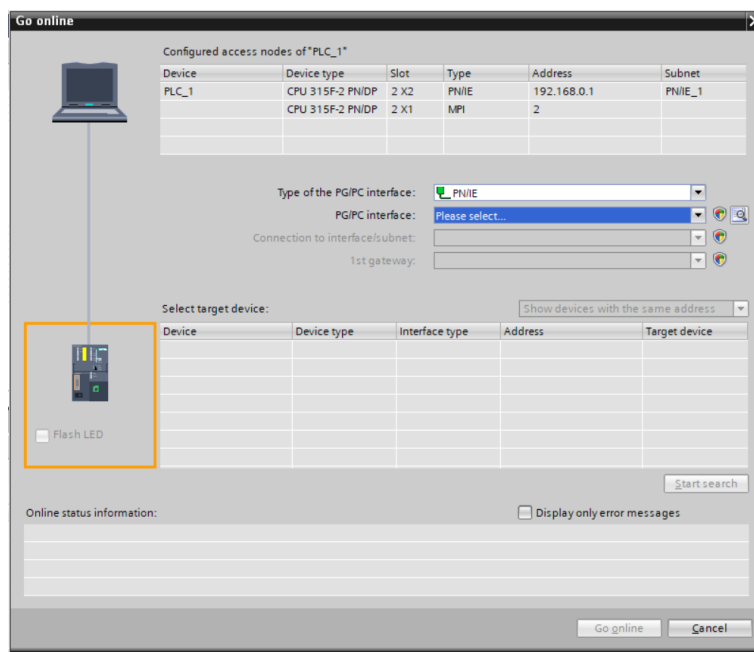 Go online
Configured access nodes of "PLC_1"
Device Device type Slot Type Address Subnet
PLC_1 CPU 315F-2 PN/DP 2 X2 PN/IE 192.168.0.1 PN/IE_1
CPU 315F-2 PN/DP 2 X1 MPI 2
Type of the PG/PC interface: PN/IE
PG/PC interface: Please select...
Connection to interface/subnet:
1st gateway:
Select target device: Show devices with the same address
Device Device type Interface type Address Target device
Flash LED
Start search
Online status information: Display only error messages
Go online Cancel